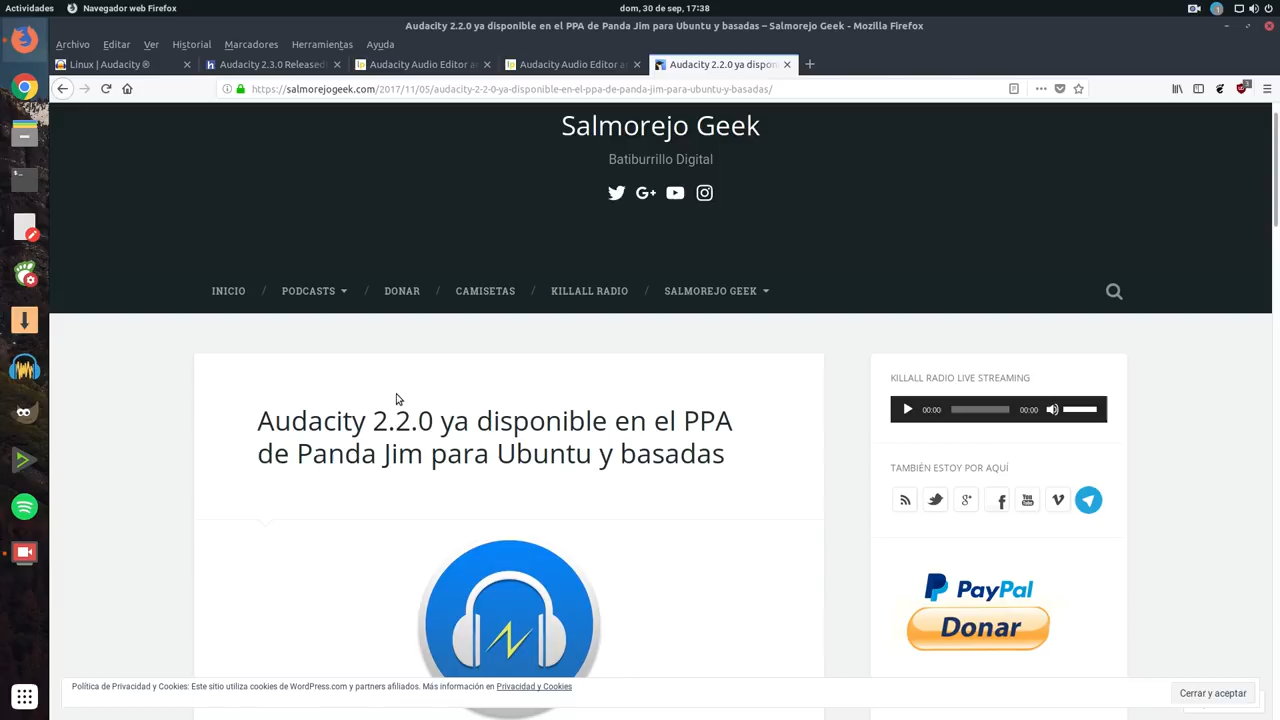 Actividades
Navegador web Firefox
dom, 30 de sep, 17:38
1
Audacity 2.2.0 ya disponible en el PPA de Panda Jim para Ubuntu y basadas – Salmorejo Geek - Mozilla Firefox
Archivo Editar Ver Historial Marcadores Herramientas Ayuda
Linux | Audacity ®
Audacity 2.3.0 Released
Audacity Audio Editor a
Audacity Audio Editor a
Audacity 2.2.0 ya dispon
https://salmorejogeek.com/2017/11/05/audacity-2-2-0-ya-disponible-en-el-ppa-de-panda-jim-para-ubuntu-y-basadas/
Salmorejo Geek
Batiburrillo Digital
INICIO / PODCASTS / DONAR / CAMISETAS / KILLALL RADIO / SALMOREJO GEEK
Audacity 2.2.0 ya disponible en el PPA
de Panda Jim para Ubuntu y basadas
KILLALL RADIO LIVE STREAMING
00:00 00:00
TAMBIÉN ESTOY POR AQUÍ
PayPal
Donar
Política de Privacidad y Cookies: Este sitio utiliza cookies de WordPress.com y partners afiliados. Más información en Privacidad y Cookies
Cerrar y aceptar